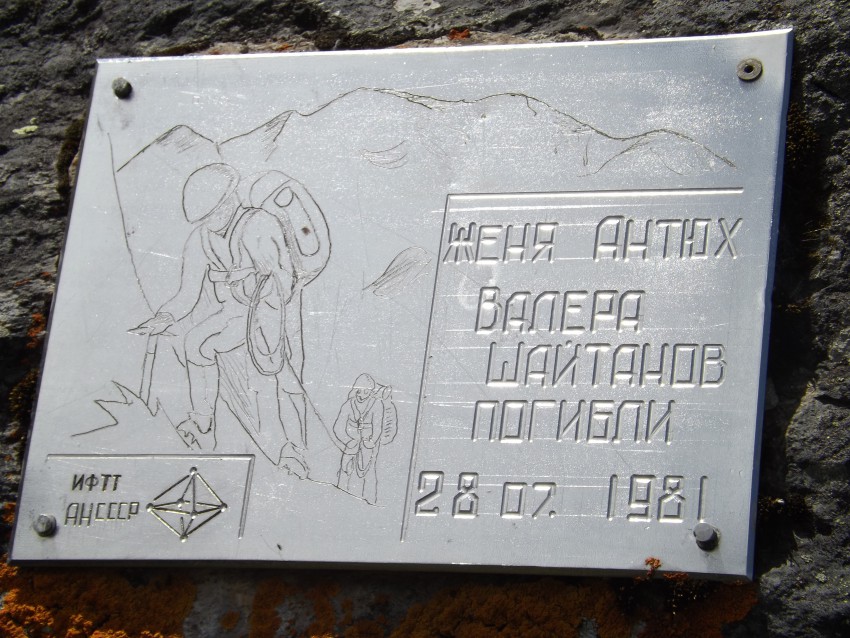 ЖЕНЯ АНТЮХ
ВАЛЕРА
ШАЙТАНОВ
ПОГИБЛИ
28 07. 1981
ИФТТ
АН СССР